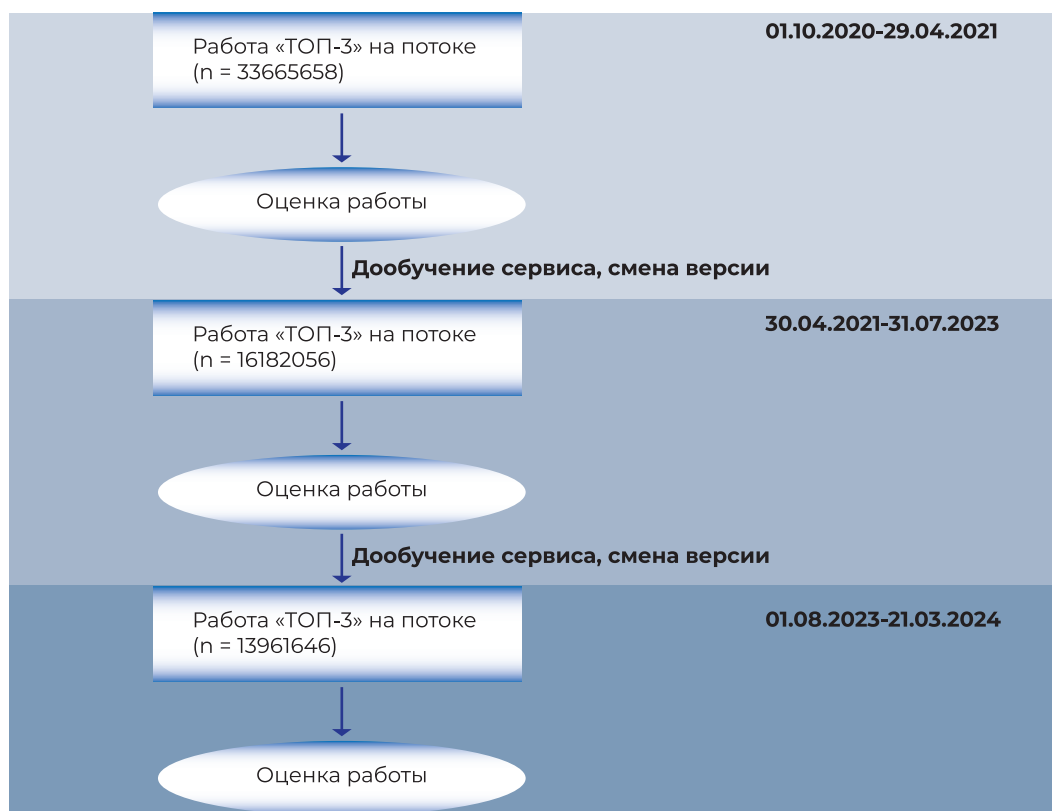 01.10.2020-29.04.2021
Работа «ТОП-3» на потоке
(n = 33665658)
Оценка работы
Дообучение сервиса, смена версии
30.04.2021-31.07.2023
Работа «ТОП-3» на потоке
(n = 16182056)
Оценка работы
Дообучение сервиса, смена версии
01.08.2023-21.03.2024
Работа «ТОП-3» на потоке
(n = 13961646)
Оценка работы